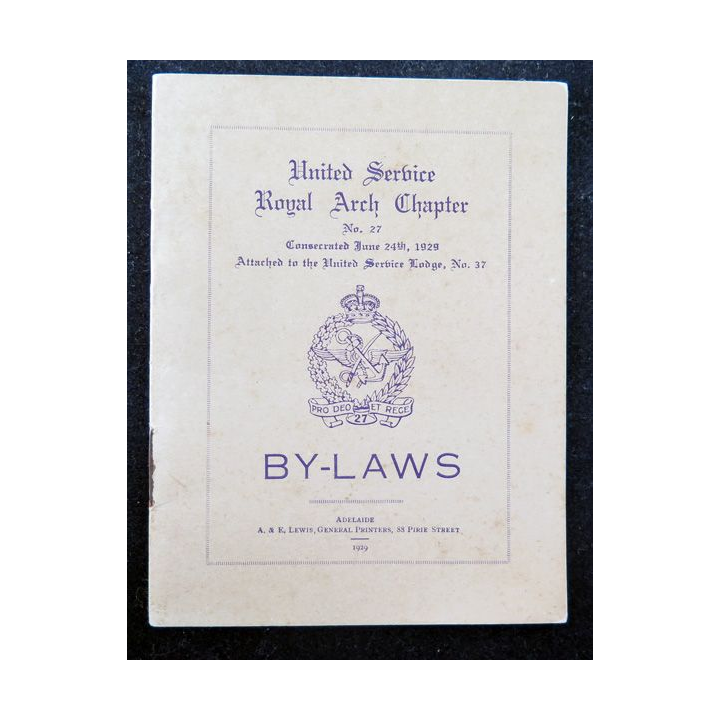 United Service
Royal Arch Chapter
No. 27
Consecrated June 24th, 1929
Attached to the United Service Lodge, No. 37
PRO DEO ET REGE
27
BY-LAWS
ADELAIDE
A. & E. LEWIS, GENERAL PRINTERS, 88 PIRIE STREET
1929